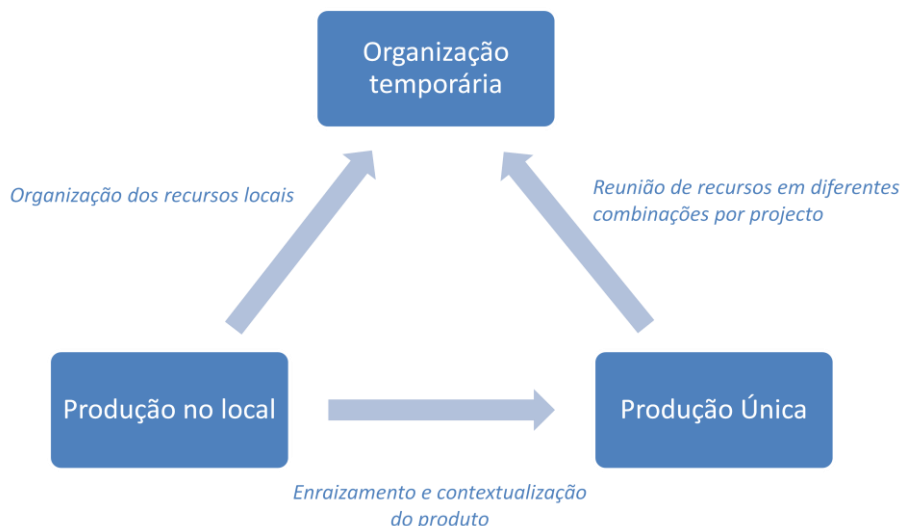 Organização
temporária
Organização dos recursos locais
Reunião de recursos em diferentes
combinações por projecto
Produção no local
Produção Única
Enraizamento e contextualização
do produto